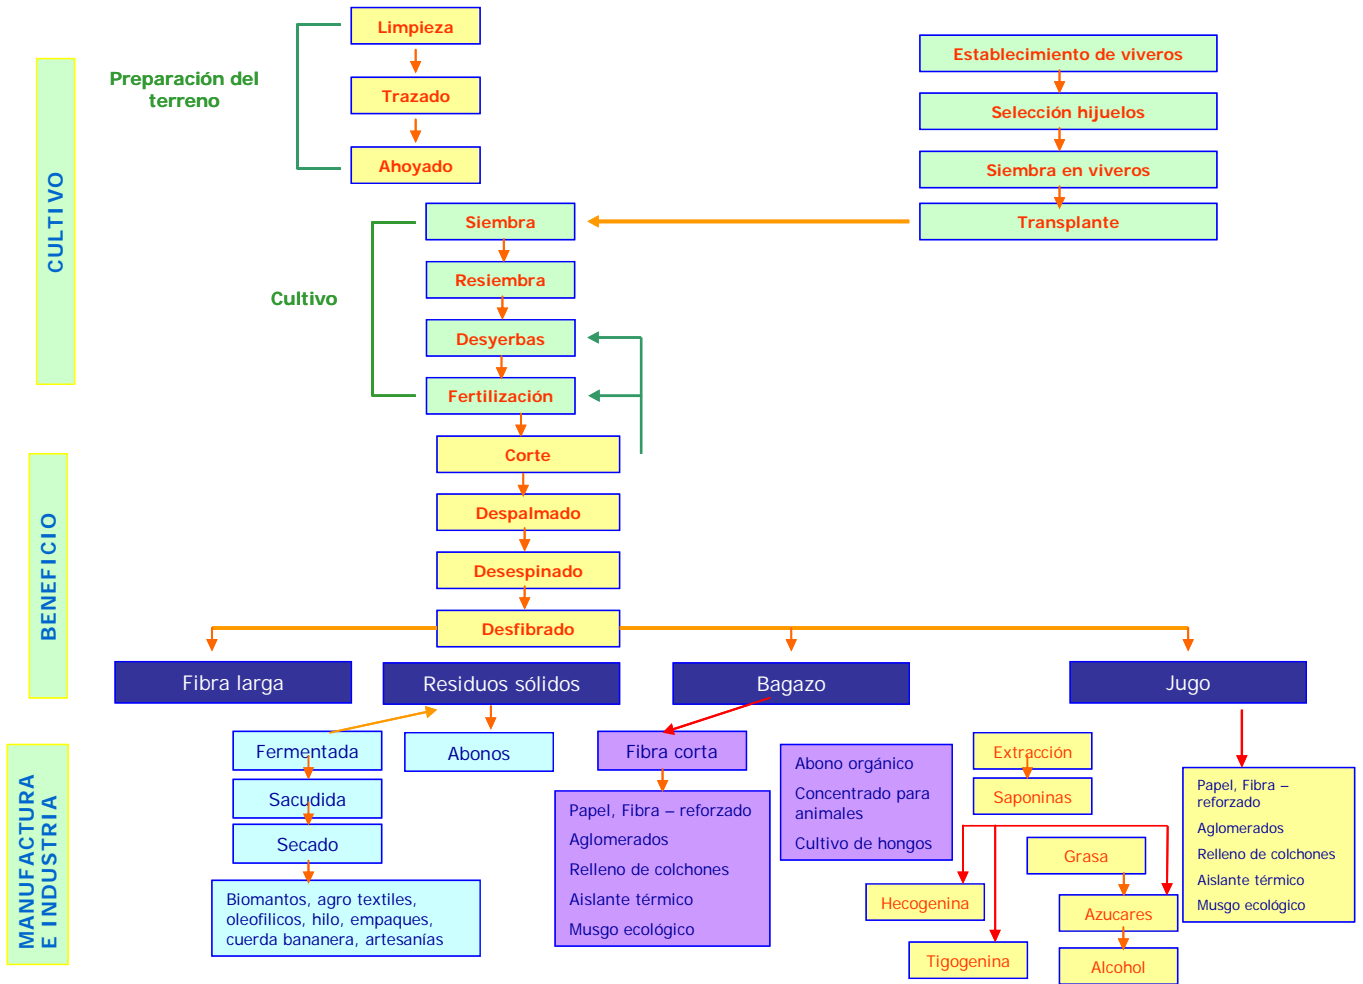 Limpieza
Preparación del
terreno
Trazado
Ahoyado
Establecimiento de viveros
Selección hijuelos
Siembra en viveros
Transplante
CULTIVO
Siembra
Resiembra
Cultivo
Desyerbas
Fertilización
BENEFICIO
Corte
Despalmado
Desespinado
Desfibrado
Fibra larga
Residuos sólidos
Bagazo
Jugo
MANUFACTURA
E INDUSTRIA
Fermentada
Sacudida
Secado
Biomantos, agro textiles,
oleofilicos, hilo, empaques,
cuerda bananera, artesanías
Abonos
Fibra corta
Papel, Fibra – reforzado
Aglomerados
Relleno de colchones
Aislante térmico
Musgo ecológico
Abono orgánico
Concentrado para
animales
Cultivo de hongos
Extracción
Saponinas
Grasa
Hecogenina
Azucares
Tigogenina
Alcohol
Papel, Fibra –
reforzado
Aglomerados
Relleno de colchones
Aislante térmico
Musgo ecológico